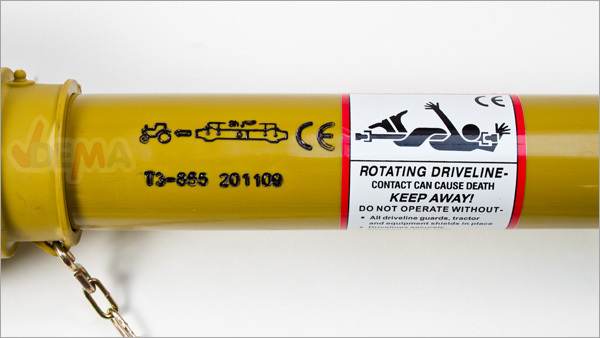 DEMA
CE
T3-865 201109
CE
ROTATING DRIVELINE-
CONTACT CAN CAUSE DEATH
KEEP AWAY!
DO NOT OPERATE WITHOUT-
• All driveline guards, tractor
and equipment shields in place